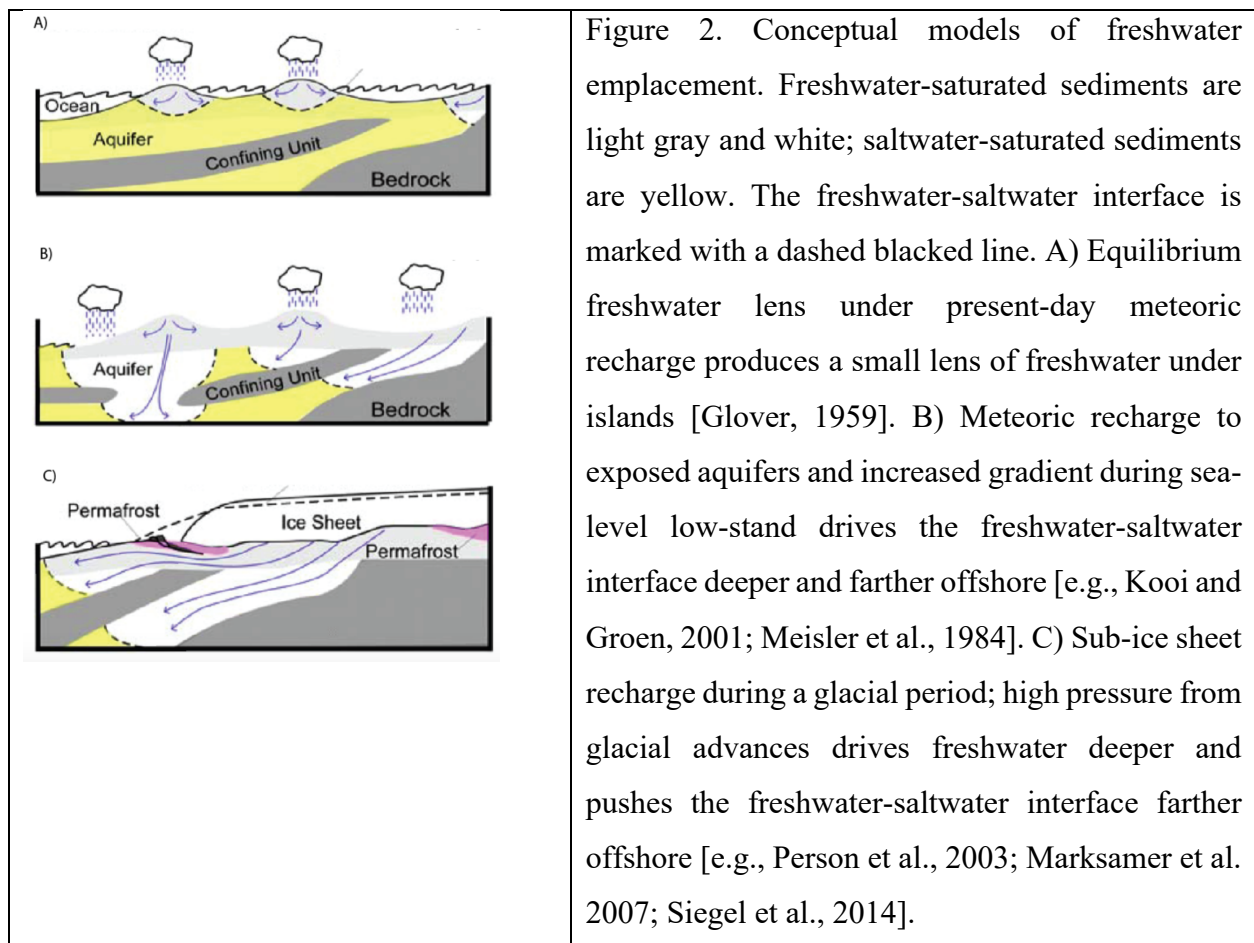 A)
Ocean
Aquifer
Confining Unit
Bedrock
B)
Aquifer
Confining Unit
Bedrock
C)
Permafrost
Ice Sheet
Permafrost
Figure 2. Conceptual models of freshwater
emplacement. Freshwater-saturated sediments are
light gray and white; saltwater-saturated sediments
are yellow. The freshwater-saltwater interface is
marked with a dashed blacked line. A) Equilibrium
freshwater lens under present-day meteoric
recharge produces a small lens of freshwater under
islands [Glover, 1959]. B) Meteoric recharge to
exposed aquifers and increased gradient during sea-
level low-stand drives the freshwater-saltwater
interface deeper and farther offshore [e.g., Kooi and
Groen, 2001; Meisler et al., 1984]. C) Sub-ice sheet
recharge during a glacial period; high pressure from
glacial advances drives freshwater deeper and
pushes the freshwater-saltwater interface farther
offshore [e.g., Person et al., 2003; Marksamer et al.
2007; Siegel et al., 2014].